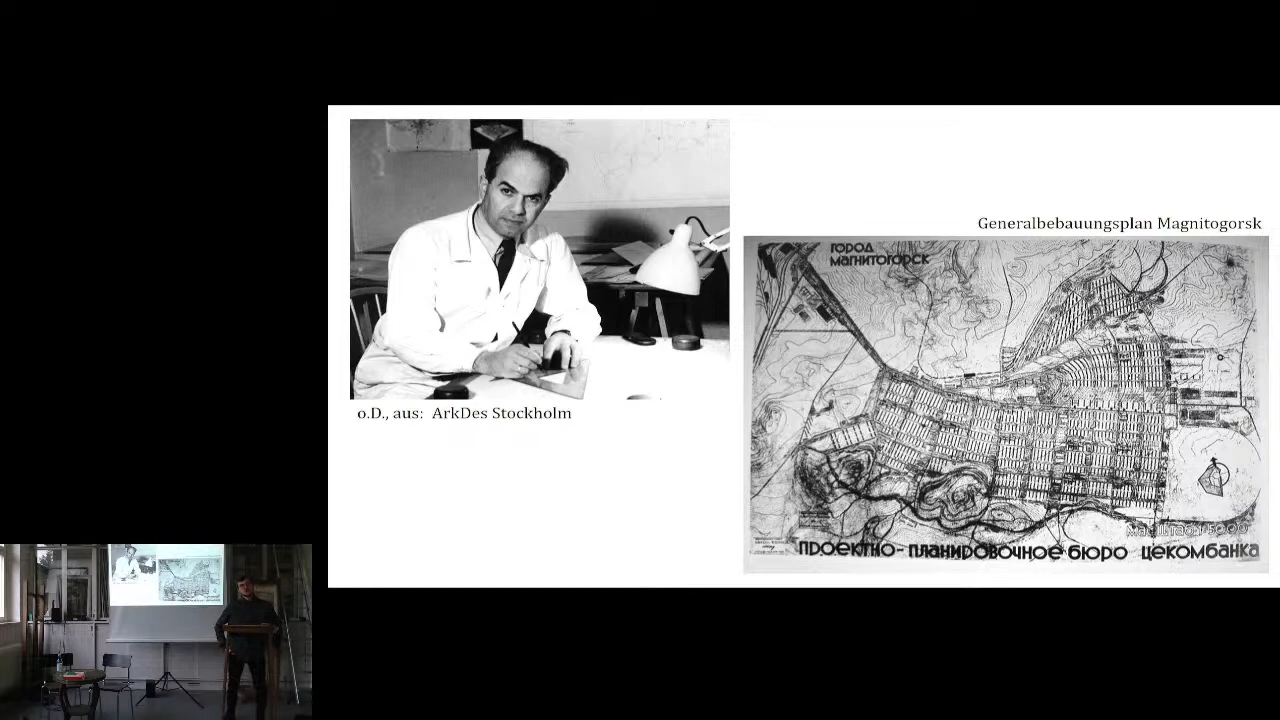 Generalbebauungsplan Magnitogorsk
ГОРОД
МАГНИТОГОРСК
o.D., aus: ArkDes Stockholm
ПРОЕКТНО-ПЛАНИРОВОЧНОЕ БЮРО ЦЕКОМБАНКА